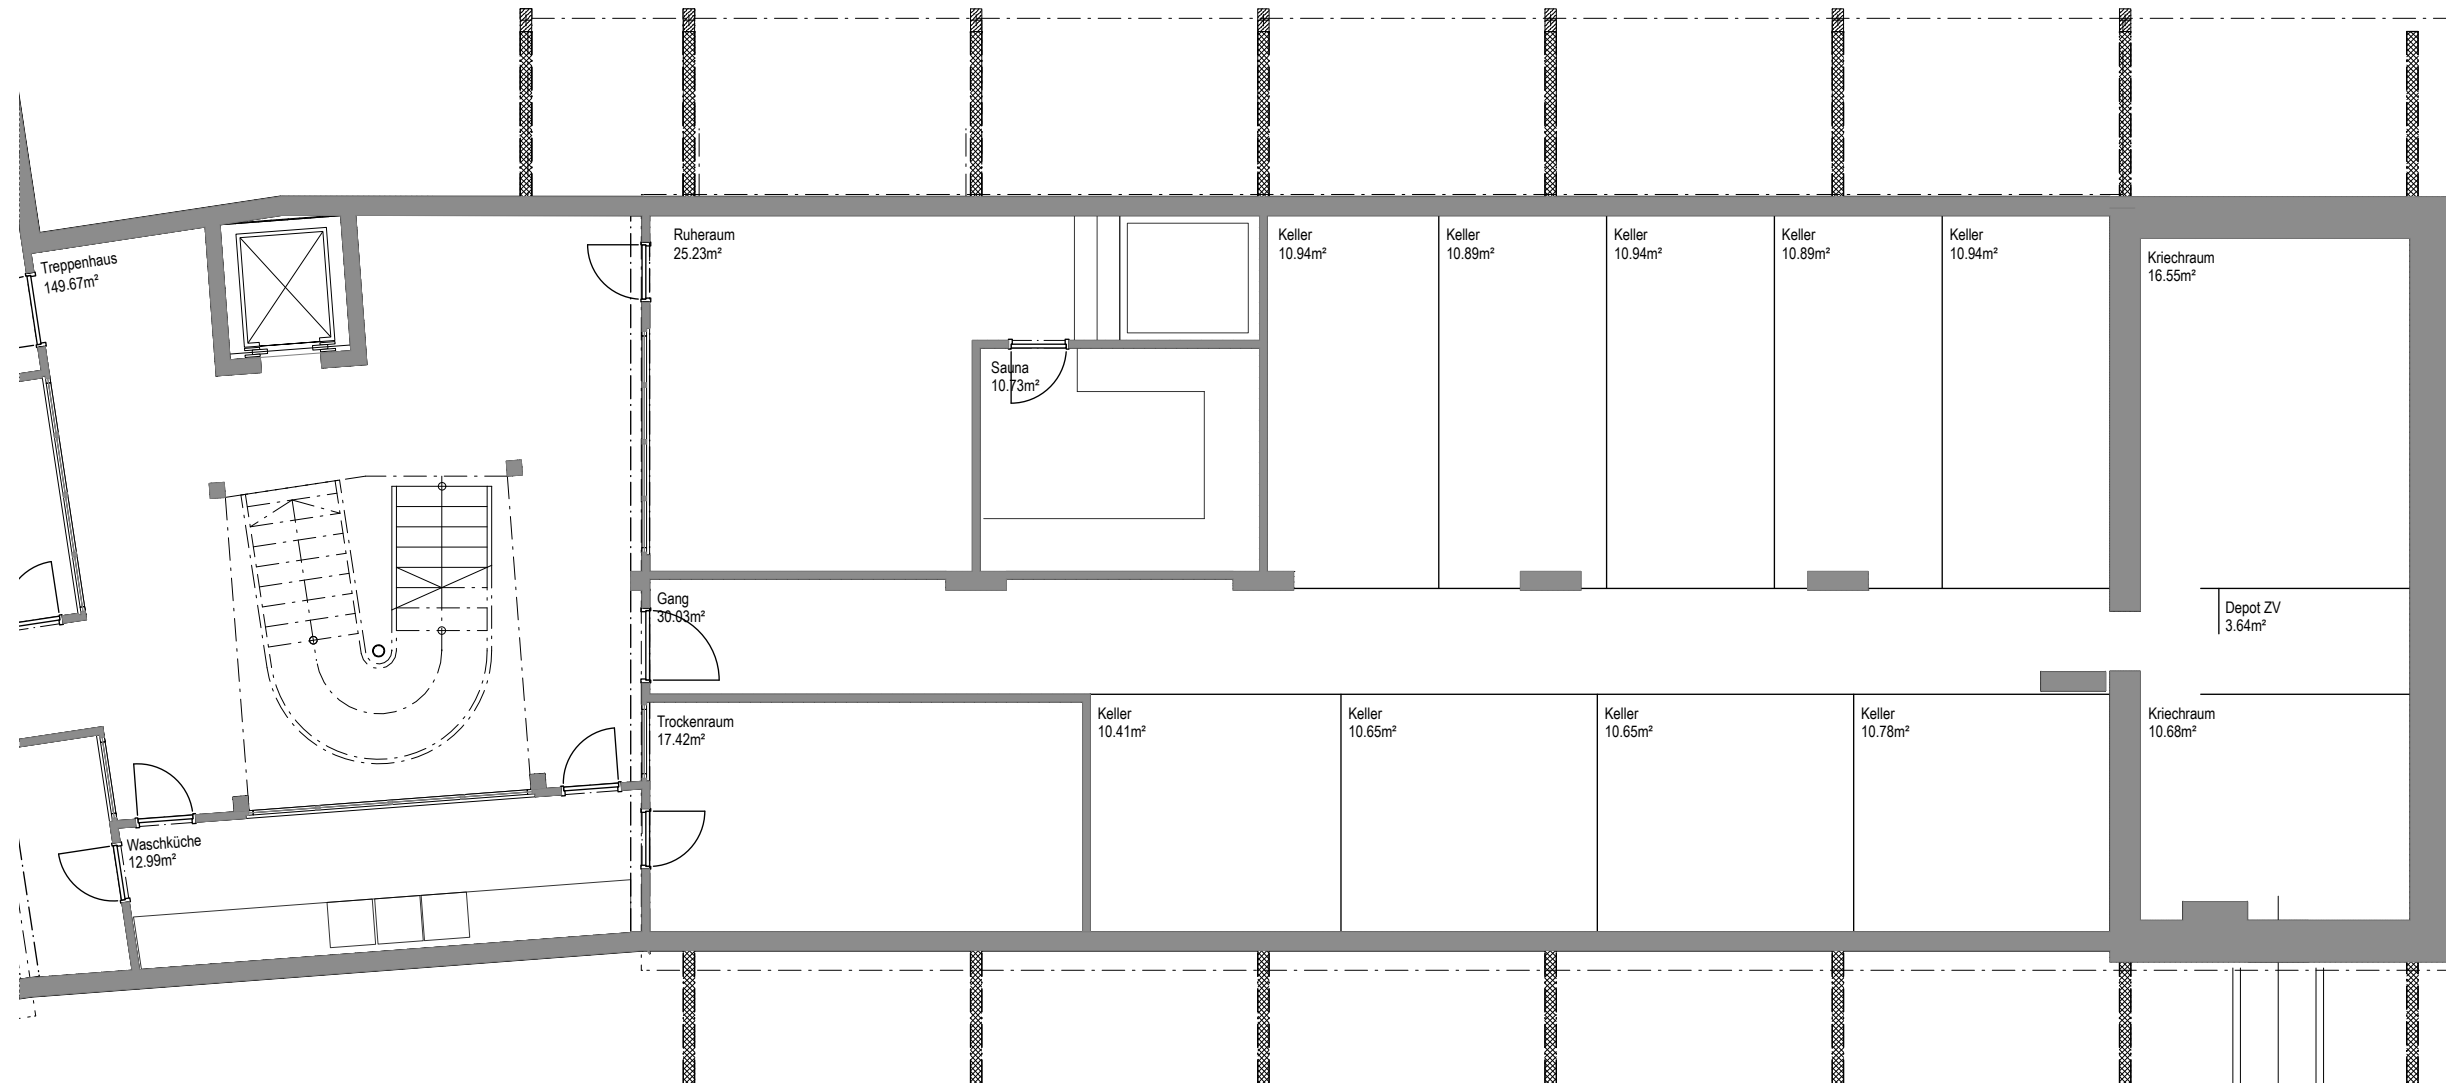 Treppenhaus
149.67m²
Ruheraum
25.23m²
Sauna
10.73m²
Keller
10.94m²
Keller
10.89m²
Keller
10.94m²
Keller
10.89m²
Keller
10.94m²
Kriechraum
16.55m²
Gang
30.03m²
Depot ZV
3.64m²
Trockenraum
17.42m²
Keller
10.41m²
Keller
10.65m²
Keller
10.65m²
Keller
10.78m²
Kriechraum
10.68m²
Waschküche
12.99m²